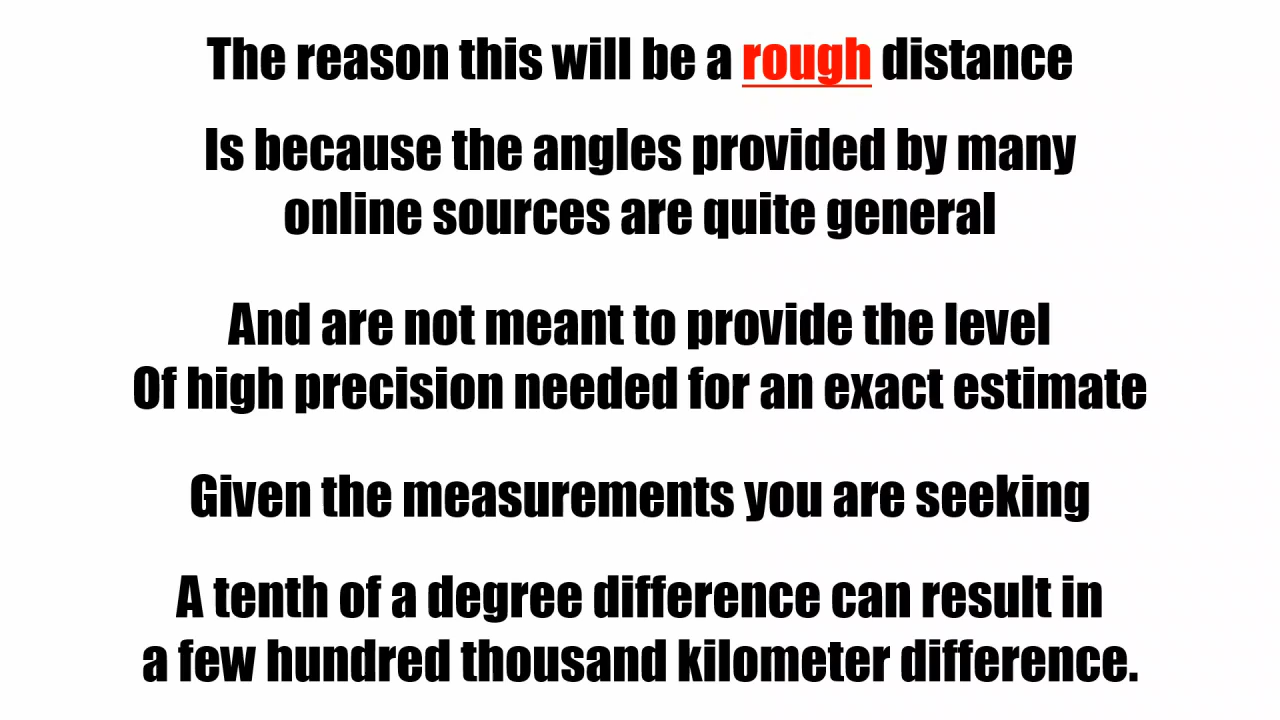 The reason this will be a rough distance
Is because the angles provided by many
online sources are quite general
And are not meant to provide the level
Of high precision needed for an exact estimate
Given the measurements you are seeking
A tenth of a degree difference can result in
a few hundred thousand kilometer difference.